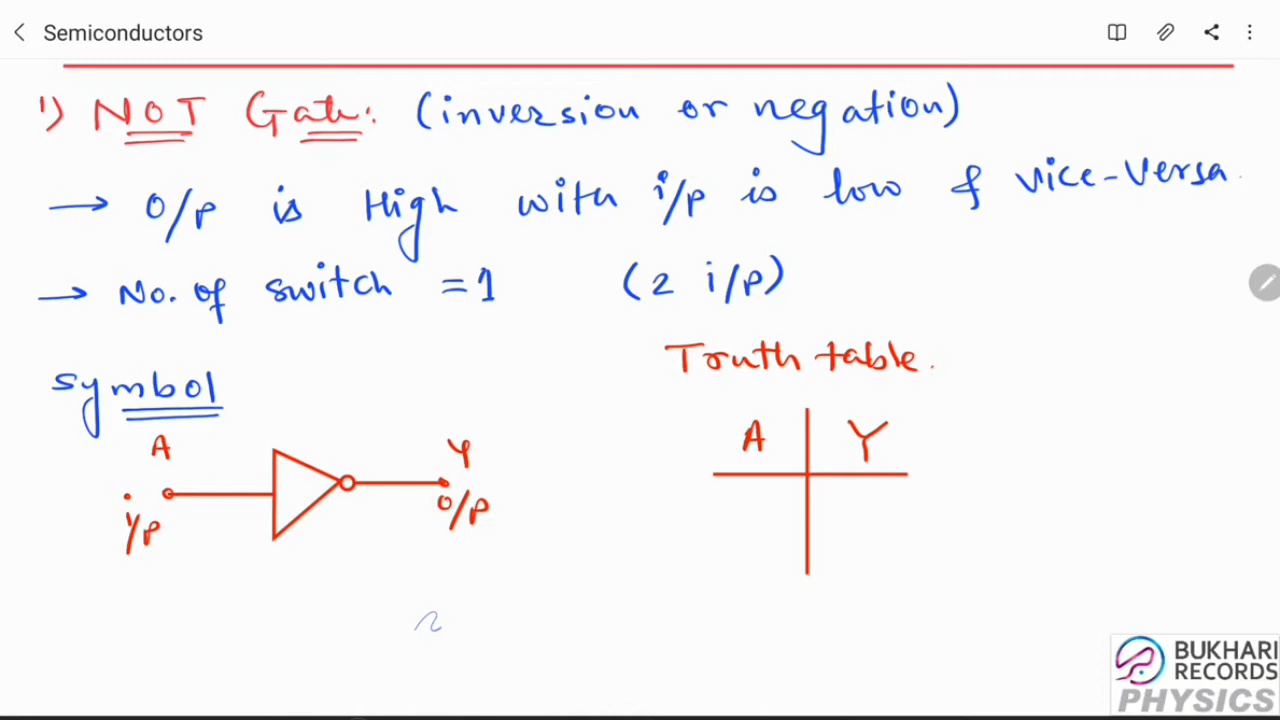 Semiconductors
1) NOT Gate: (inversion or negation)
→ O/P is High with i/p is low & vice-versa.
→ No. of switch = 1 (2 i/p)
Truth table.
symbol
A Y
A Y
i/P O/P
BUKHARI
RECORDS
PHYSICS